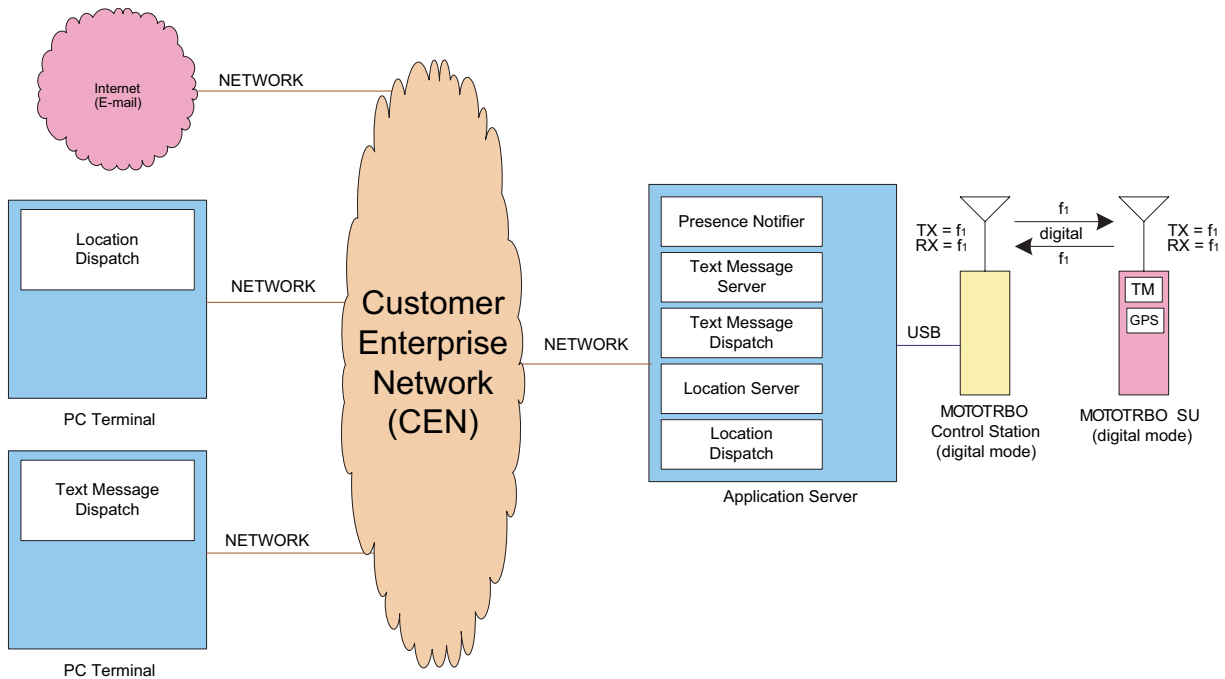 Internet
(E-mail)
NETWORK
Location
Dispatch
NETWORK
PC Terminal
Text Message
Dispatch
NETWORK
PC Terminal
Customer
Enterprise
Network
(CEN)
NETWORK
Presence Notifier
Text Message
Server
Text Message
Dispatch
Location Server
Location
Dispatch
Application Server
USB
TX = f1
RX = f1
f1
digital
f1
TX = f1
RX = f1
TM
GPS
MOTOTRBO
Control Station
(digital mode)
MOTOTRBO SU
(digital mode)